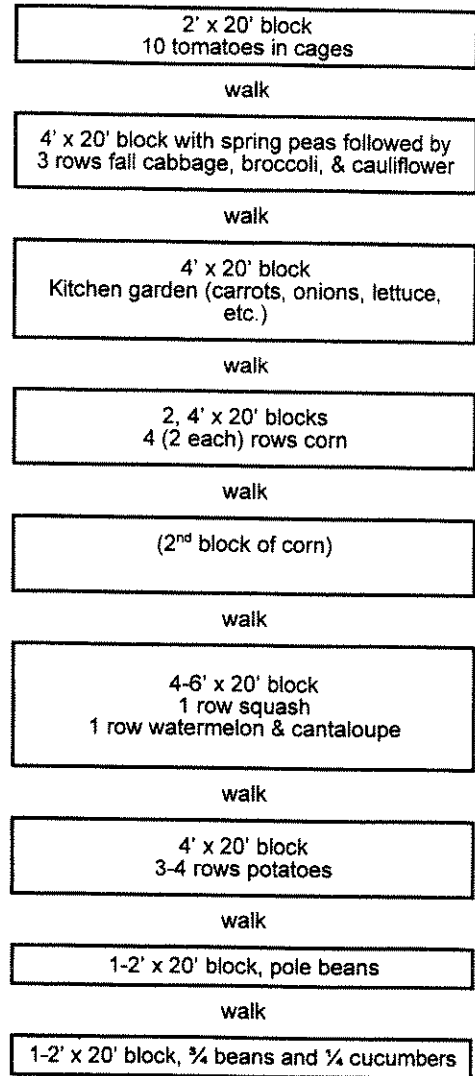 2' x 20' block
10 tomatoes in cages
walk
4' x 20' block with spring peas followed by
3 rows fall cabbage, broccoli, & cauliflower
walk
4' x 20' block
Kitchen garden (carrots, onions, lettuce,
etc.)
walk
2, 4' x 20' blocks
4 (2 each) rows corn
walk
(2nd block of corn)
walk
4-6' x 20' block
1 row squash
1 row watermelon & cantaloupe
walk
4' x 20' block
3-4 rows potatoes
walk
1-2' x 20' block, pole beans
walk
1-2' x 20' block, ¾ beans and ¼ cucumbers